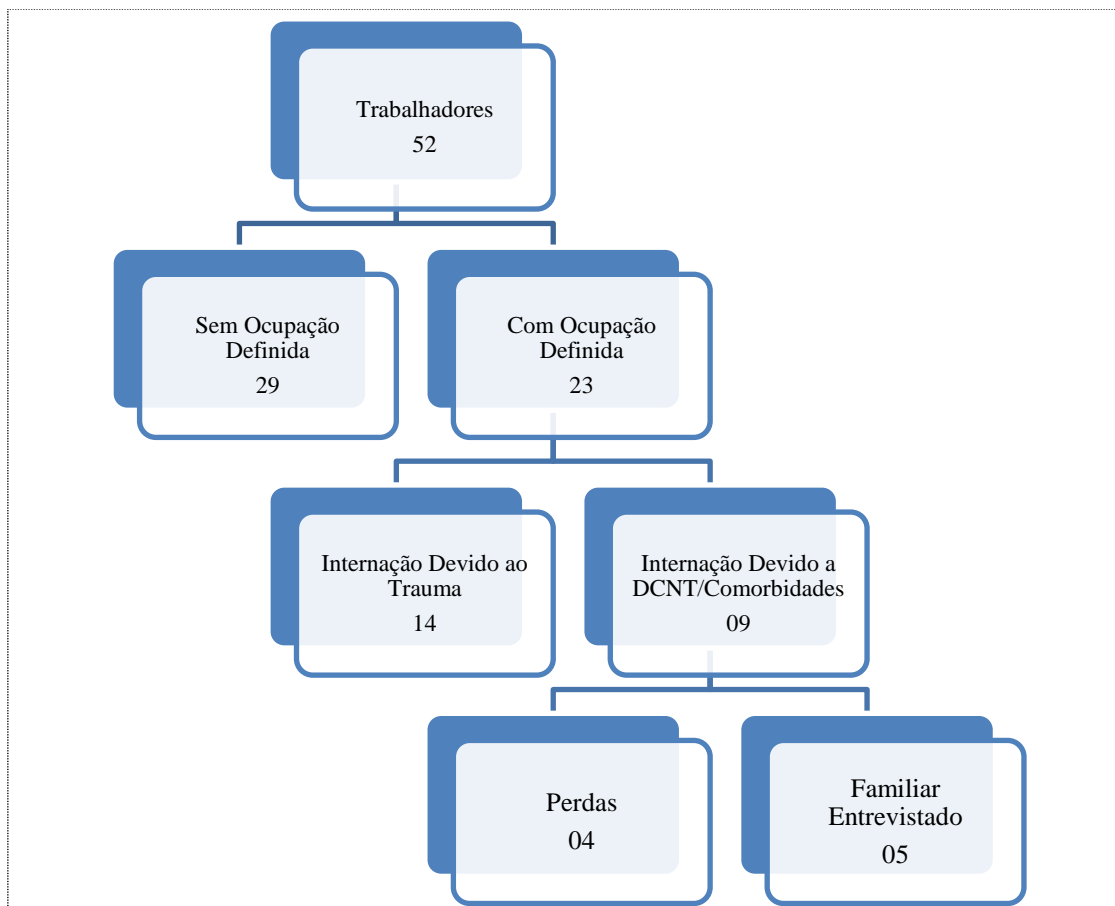 Trabalhadores
52
Sem Ocupação
Definida
29
Com Ocupação
Definida
23
Internação Devido ao
Trauma
14
Internação Devido a
DCNT/Comorbidades
09
Perdas
04
Familiar
Entrevistado
05